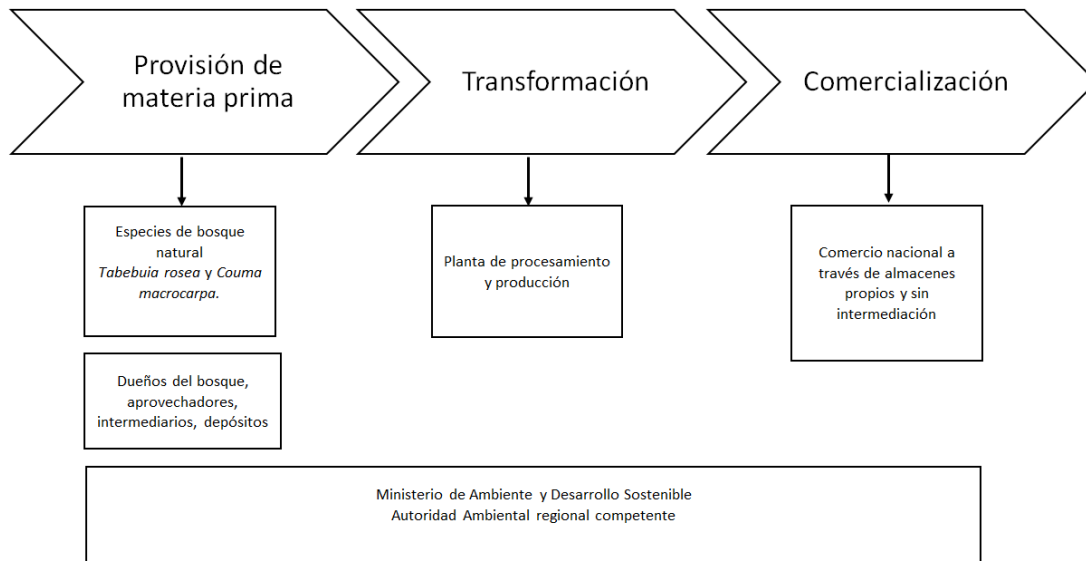 Provisión de
materia prima
Transformación
Comercialización
Especies de bosque
natural
Tabebuia rosea y Couma
macrocarpa.
Planta de procesamiento
y producción
Comercio nacional a
través de almacenes
propios y sin
intermediación
Dueños del bosque,
aprovechadores,
intermediarios, depósitos
Ministerio de Ambiente y Desarrollo Sostenible
Autoridad Ambiental regional competente